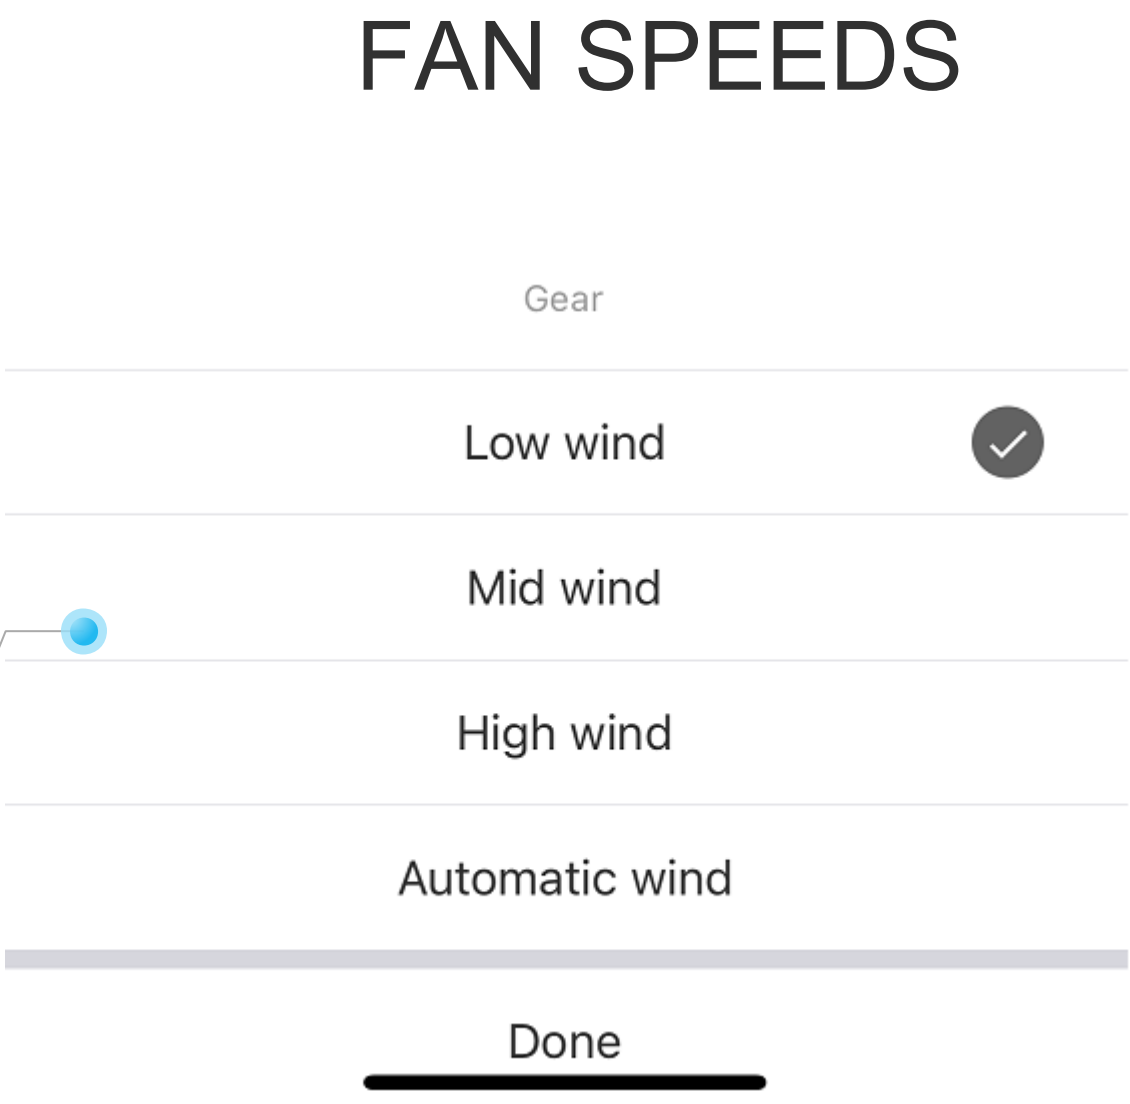 FAN SPEEDS
Gear
Low wind
Mid wind
High wind
Automatic wind
Done